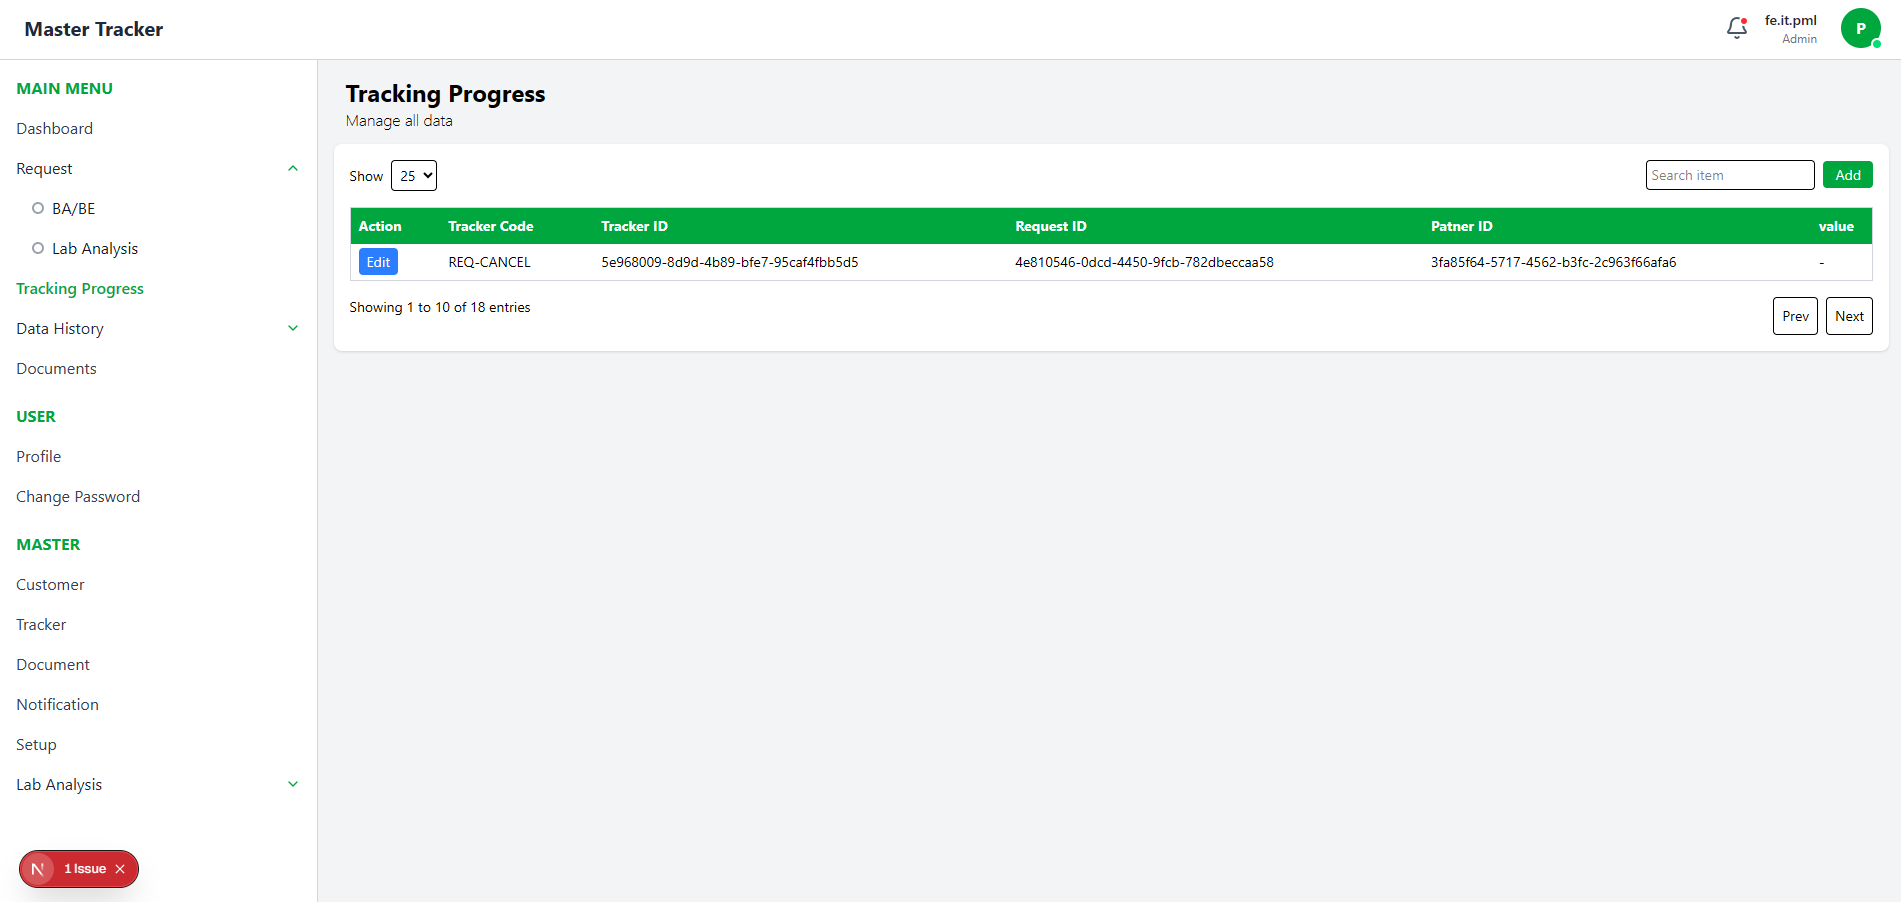 Master Tracker
fe.it.pml
Admin
P
MAIN MENU
Dashboard
Request
BA/BE
Lab Analysis
Tracking Progress
Data History
Documents
USER
Profile
Change Password
MASTER
Customer
Tracker
Document
Notification
Setup
Lab Analysis
N 1 Issue
Tracking Progress
Manage all data
Show 25
Search item Add
Action Tracker Code Tracker ID Request ID Patner ID value
Edit REQ-CANCEL 5e968009-8d9d-4b89-bfe7-95caf4fbb5d5 4e810546-0dcd-4450-9fcb-782dbeccaa58 3fa85f64-5717-4562-b3fc-2c963f66afa6 -
Showing 1 to 10 of 18 entries
Prev Next